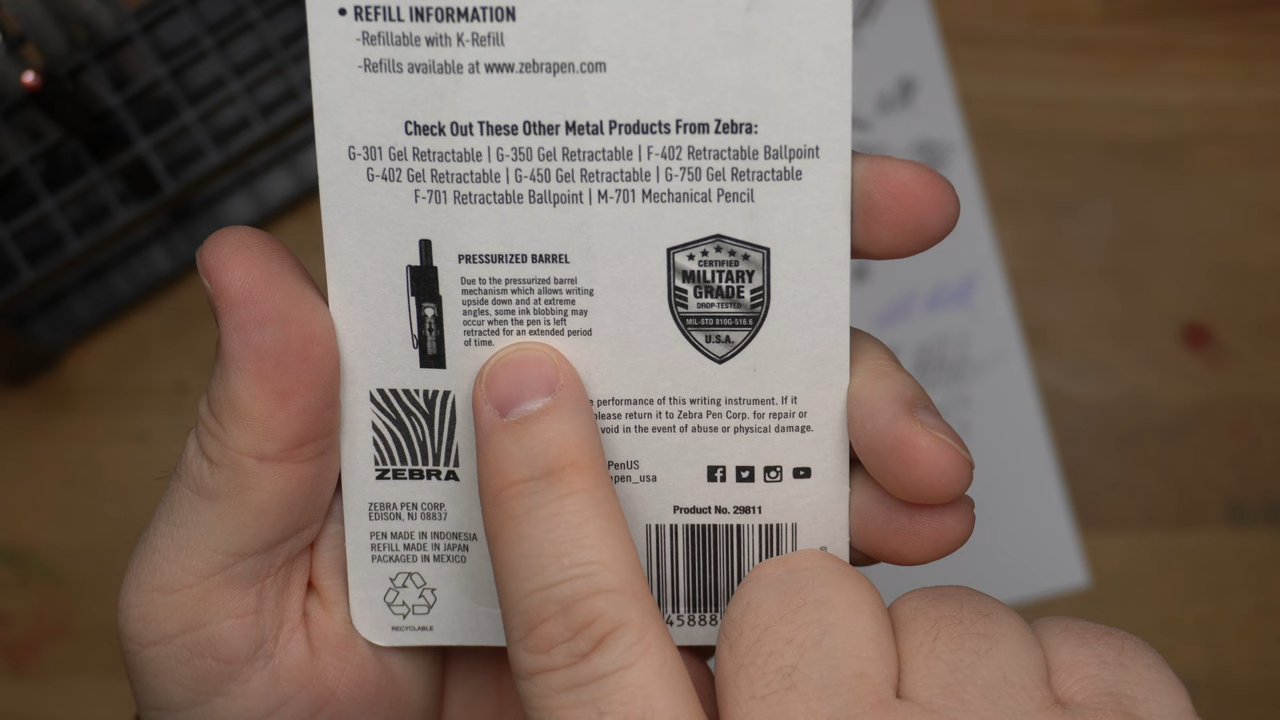 • REFILL INFORMATION
-Refillable with K-Refill
-Refills available at www.zebrapen.com
Check Out These Other Metal Products From Zebra:
G-301 Gel Retractable | G-350 Gel Retractable | F-402 Retractable Ballpoint
G-402 Gel Retractable | G-450 Gel Retractable | G-750 Gel Retractable
F-701 Retractable Ballpoint | M-701 Mechanical Pencil
PRESSURIZED BARREL
Due to the pressurized barrel
mechanism which allows writing
upside down and at extreme
angles, some ink blobbing may
occur when the pen is left
retracted for an extended period
of time.
CERTIFIED
MILITARY
GRADE
DROP-TESTED
MIL-STD 810G-516.6
U.S.A.
performance of this writing instrument. If it
please return it to Zebra Pen Corp. for repair or
void in the event of abuse or physical damage.
ZEBRA
PenUS
pen_usa
ZEBRA PEN CORP.
EDISON, NJ 08837
Product No. 29811
PEN MADE IN INDONESIA
REFILL MADE IN JAPAN
PACKAGED IN MEXICO
45888
RECYCLABLE